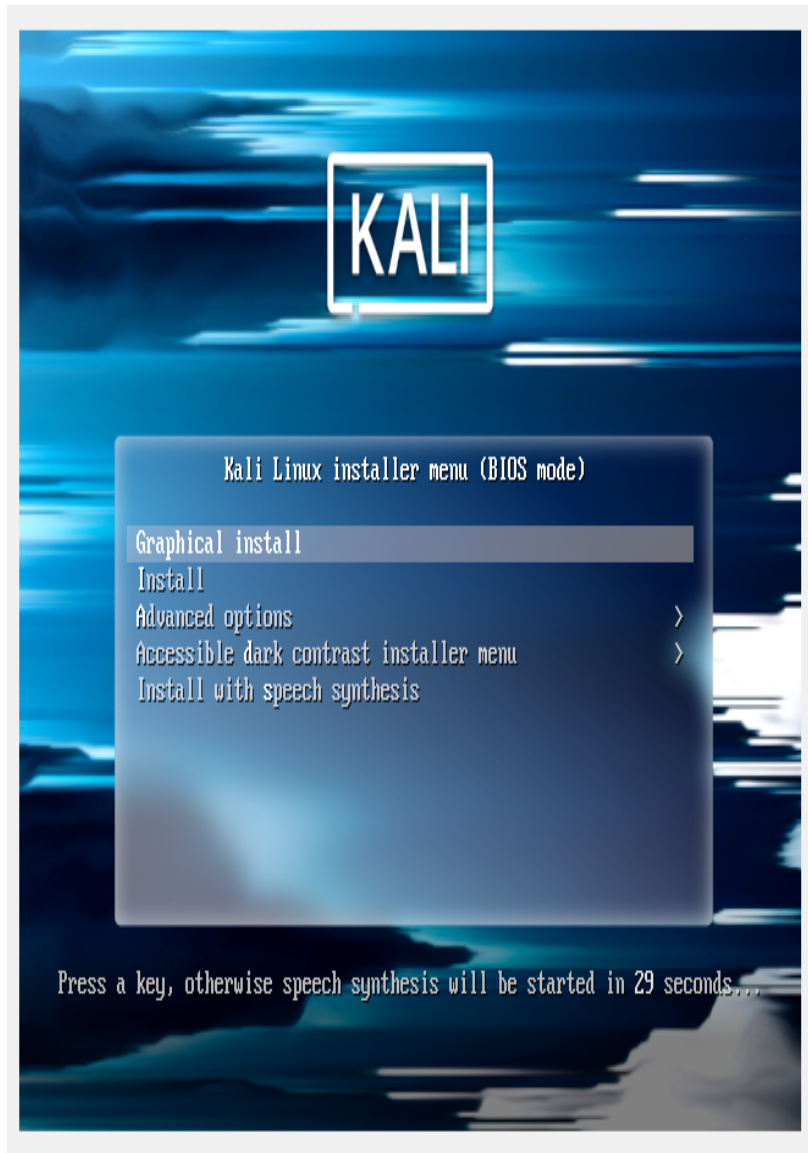 KALI
Kali Linux installer menu (BIOS mode)
Graphical install
Install
Advanced options >
Accessible dark contrast installer menu >
Install with speech synthesis
Press a key, otherwise speech synthesis will be started in 29 seconds...